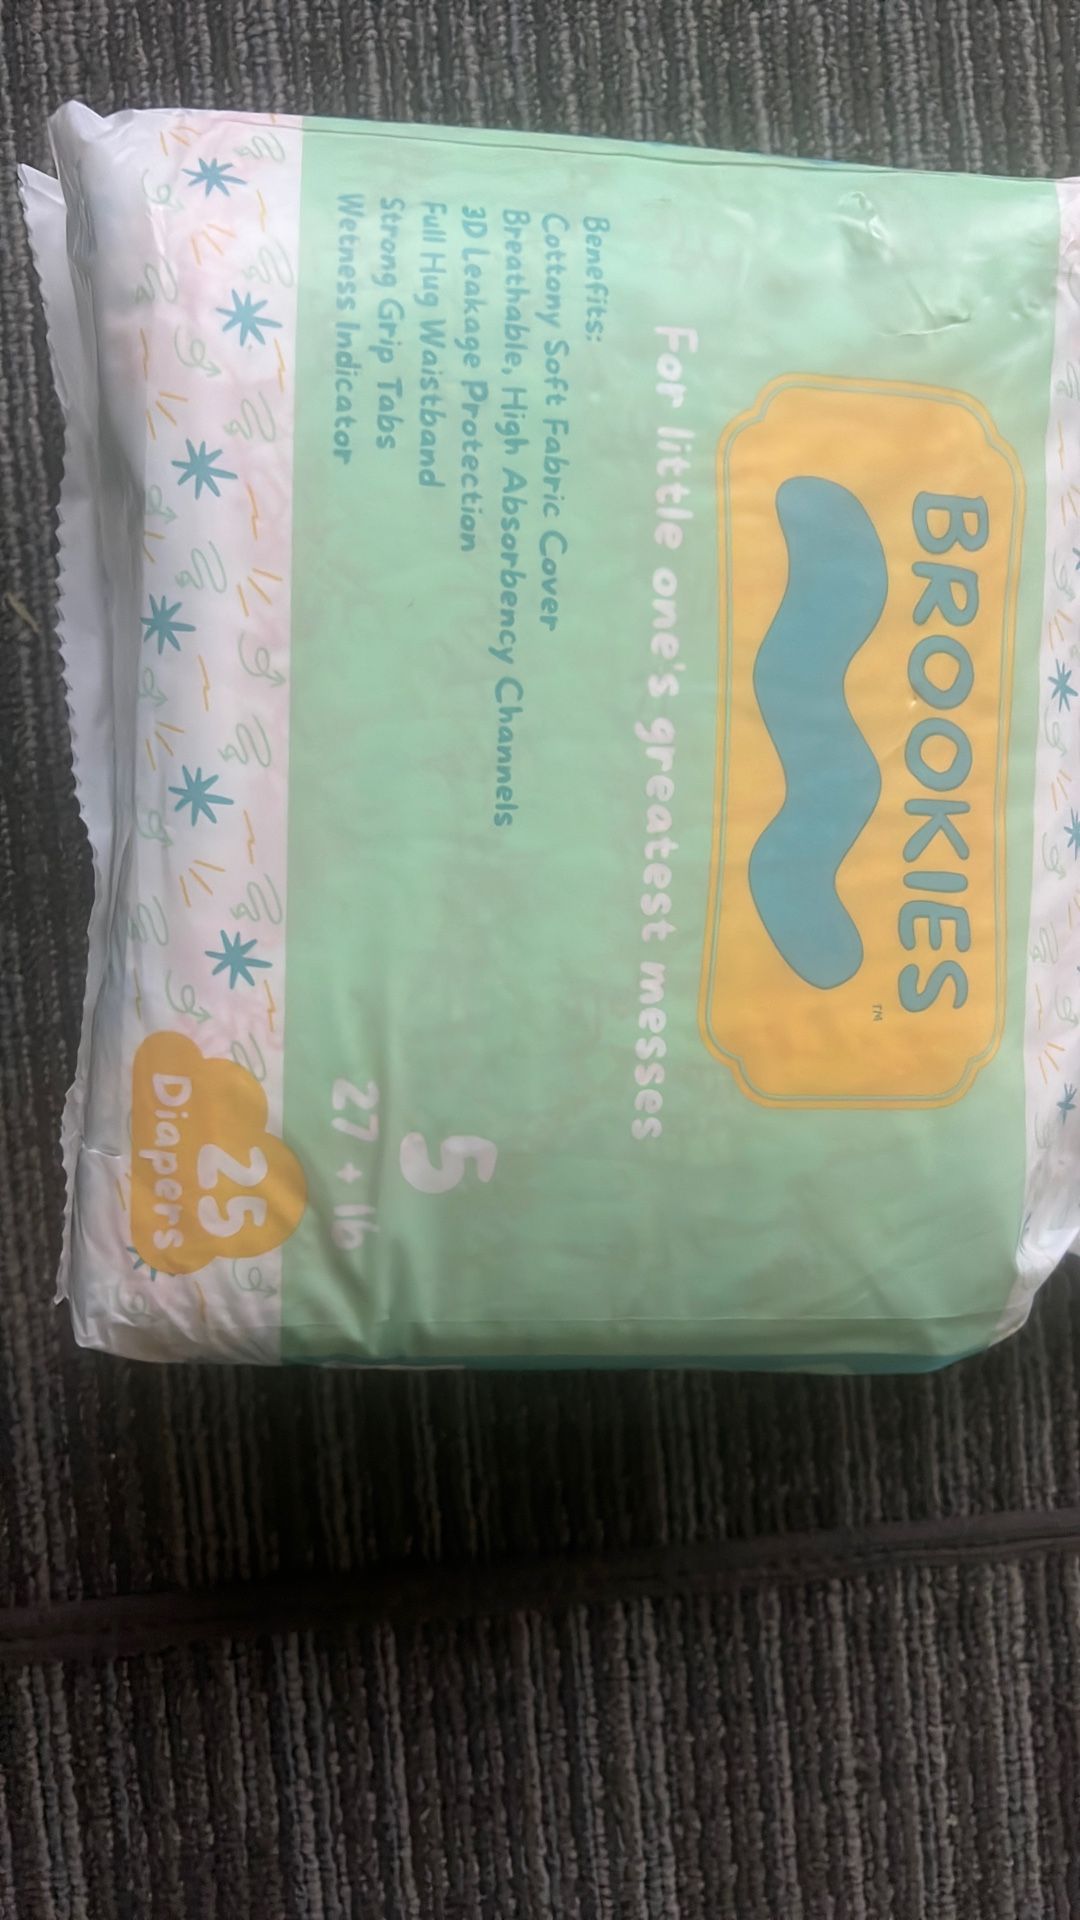 BROOKIES
TM
For little one's greatest messes
Benefits:
Cottony Soft Fabric Cover
Breathable, High Absorbency Channels
3D Leakage Protection
Full Hug Waistband
Strong Grip Tabs
Wetness Indicator
5
27 + lb
25
Diapers